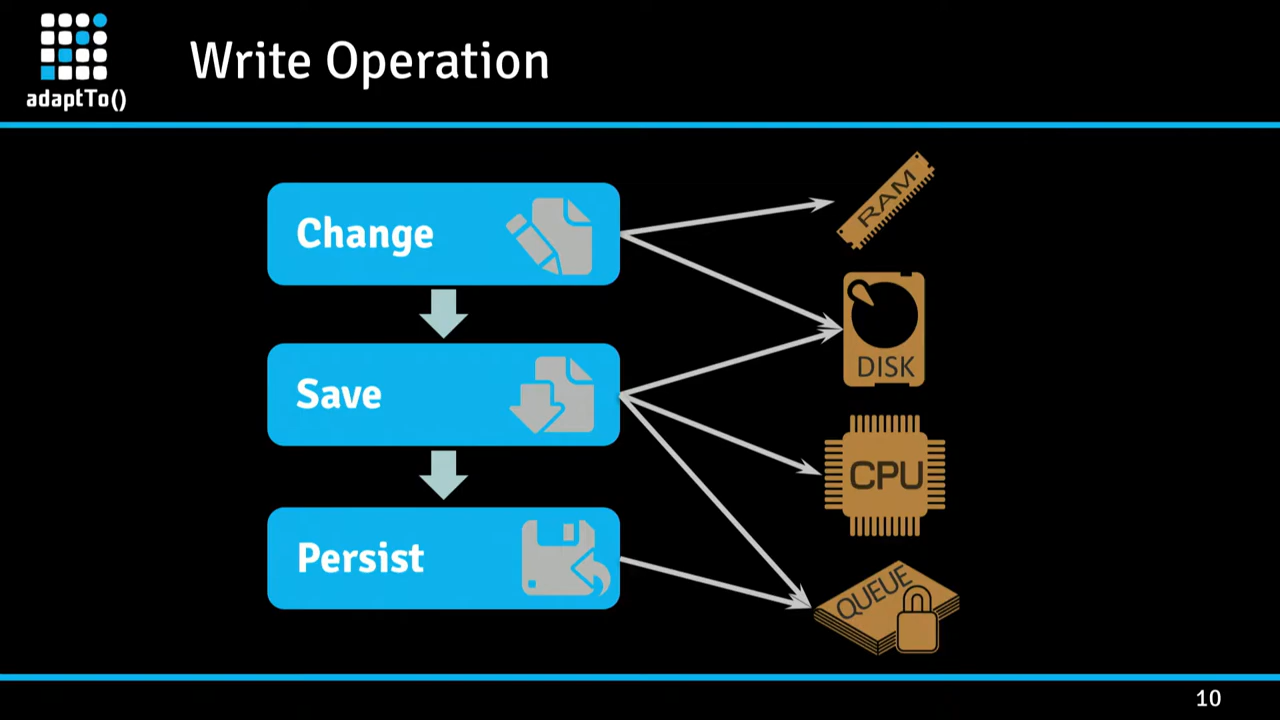 adaptTo()
Write Operation
Change
RAM
DISK
Save
CPU
Persist
QUEUE
10